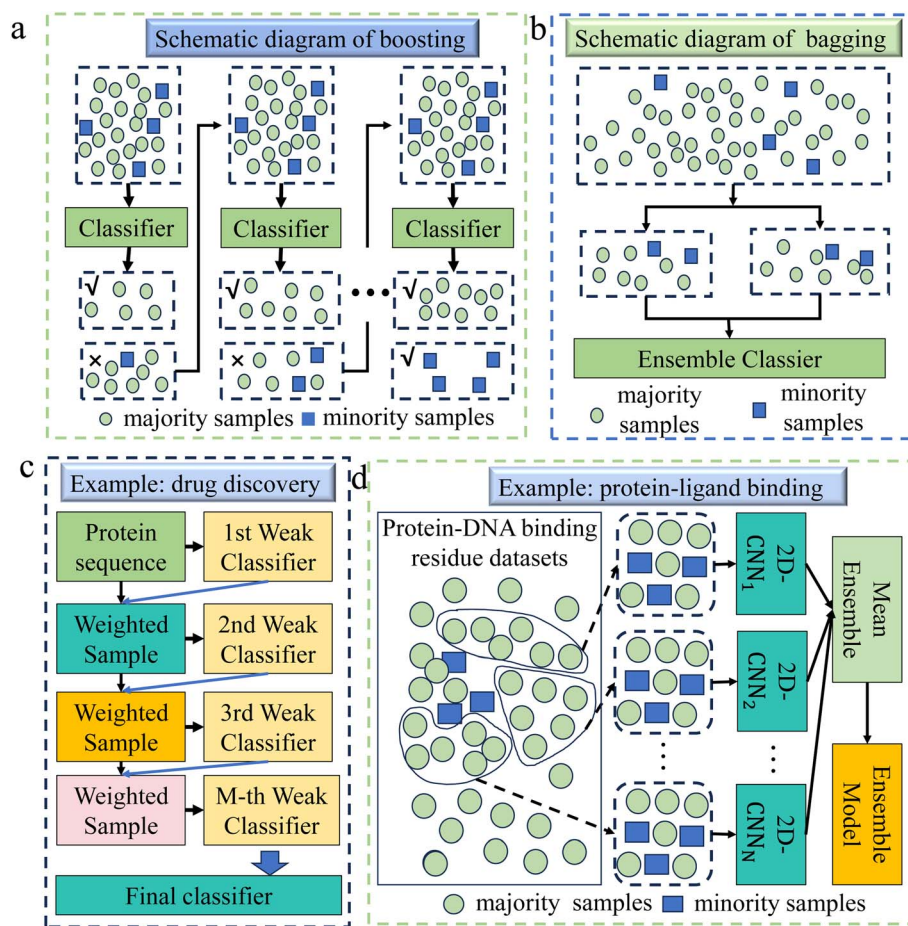 a
Schematic diagram of boosting
Classifier
Classifier
Classifier
√
√
•••
√
×
×
√
majority samples
minority samples
b
Schematic diagram of bagging
Ensemble Classier
majority
samples
minority
samples
c
Example: drug discovery
Protein
sequence
1st Weak
Classifier
Weighted
Sample
2nd Weak
Classifier
Weighted
Sample
3rd Weak
Classifier
Weighted
Sample
M-th Weak
Classifier
Final classifier
d
Example: protein-ligand binding
Protein-DNA binding
residue datasets
2D-
CNN₁
2D-
CNN₂
⋮
⋮
2D-
CNN_N
Mean
Ensemble
Ensemble
Model
majority samples
minority samples